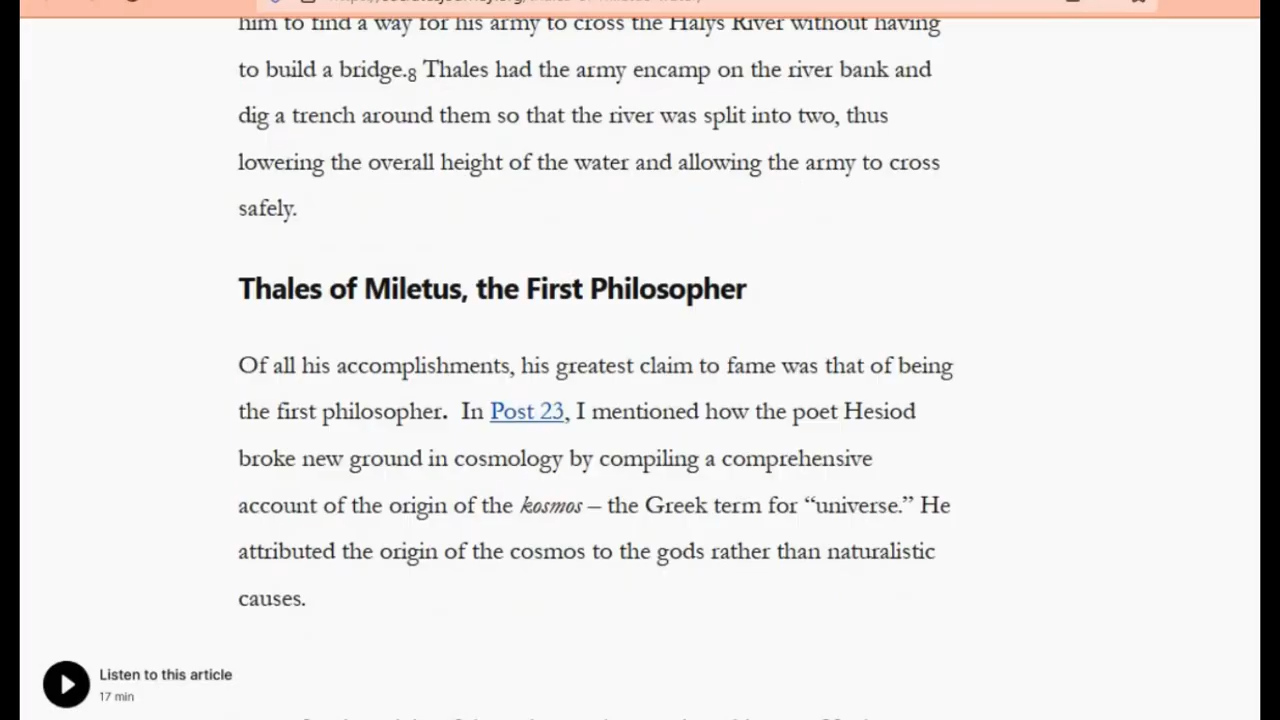 him to find a way for his army to cross the Halys River without having
to build a bridge.8 Thales had the army encamp on the river bank and
dig a trench around them so that the river was split into two, thus
lowering the overall height of the water and allowing the army to cross
safely.
Thales of Miletus, the First Philosopher
Of all his accomplishments, his greatest claim to fame was that of being
the first philosopher. In Post 23, I mentioned how the poet Hesiod
broke new ground in cosmology by compiling a comprehensive
account of the origin of the kosmos – the Greek term for “universe.” He
attributed the origin of the cosmos to the gods rather than naturalistic
causes.
Listen to this article
17 min